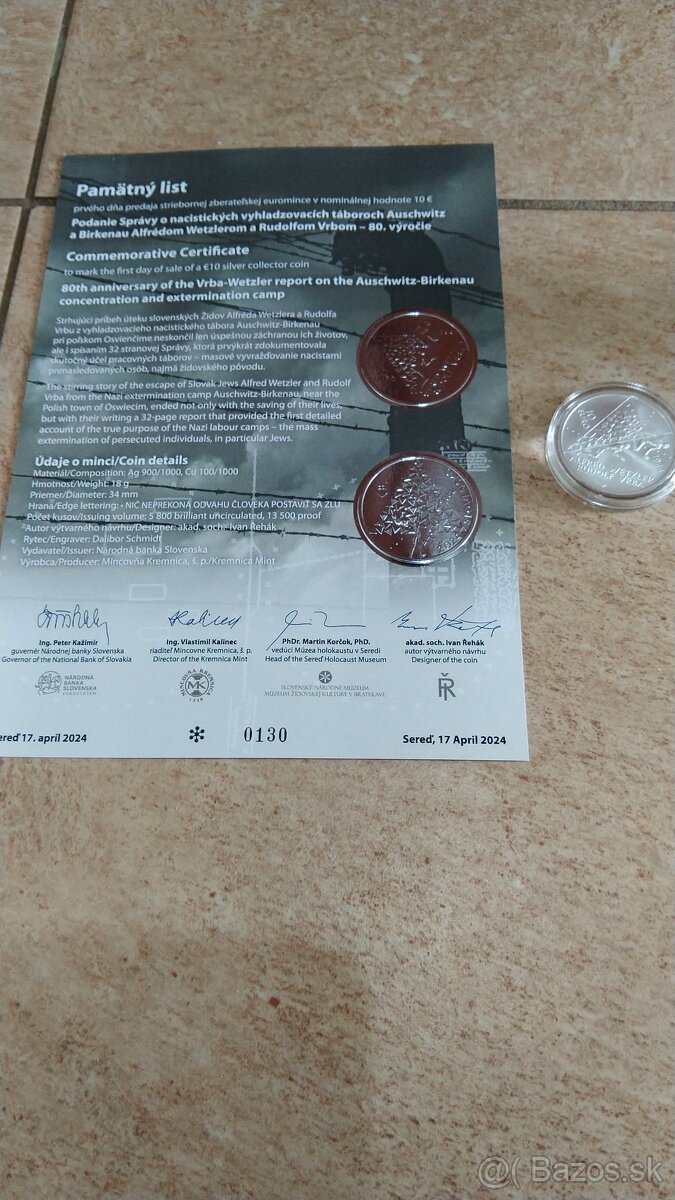 Pamätný list
prvého dňa predaja striebornej zberateľskej euromince v nominálnej hodnote 10 €
Podanie Správy o nacistických vyhladzovacích táboroch Auschwitz
a Birkenau Alfrédom Wetzlerom a Rudolfom Vrbom – 80. výročie
Commemorative Certificate
to mark the first day of sale of a €10 silver collector coin
80th anniversary of the Vrba-Wetzler report on the Auschwitz-Birkenau
concentration and extermination camp
Strhujúci príbeh úteku slovenských Židov Alfréda Wetzlera a Rudolfa
Vrbu z vyhladzovacieho nacistického tábora Auschwitz-Birkenau
pri poľskom Osvienčime neskončil len úspešnou záchranou ich životov,
ale i spísaním 32 stranovej Správy, ktorá prvýkrát zdokumentovala
skutočný účel pracovných táborov – masové vyvražďovanie nacistami
prenasledovaných osôb, najmä židovského pôvodu.
The stirring story of the escape of Slovak Jews Alfred Wetzler and Rudolf
Vrba from the Nazi extermination camp Auschwitz-Birkenau, near the
Polish town of Oswiecim, ended not only with the saving of their lives,
but with their writing a 32-page report that provided the first detailed
account of the true purpose of the Nazi labour camps – the mass
extermination of persecuted individuals, in particular Jews.
Údaje o minci/Coin details
Materiál/Composition: Ag 900/1000, Cu 100/1000
Hmotnosť/Weight: 18 g
Priemer/Diameter: 34 mm
Hrana/Edge lettering: • NIČ NEPREKONÁ ODVAHU ČLOVEKA POSTAVIŤ SA ZLU
Počet kusov/Issuing volume: 5 800 brilliant uncirculated, 13 500 proof
Autor výtvarného návrhu/Designer: akad. soch. Ivan Řehák
Rytec/Engraver: Dalibor Schmidt
Vydavateľ/Issuer: Národná banka Slovenska
Výrobca/Producer: Mincovňa Kremnica, š. p./Kremnica Mint
ALFRÉD WETZLER
RUDOLF VRBA
Ing. Peter Kažimír
guvernér Národnej banky Slovenska
Governor of the National Bank of Slovakia
NÁRODNÁ
BANKA
SLOVENSKA
EUROSYSTÉM
ing. Vlastimil Kalinec
riaditeľ Mincovne Kremnica, š. p.
Director of the Kremnica Mint
MINCOVŇA KREMNICA
MK
1328
PhDr. Martin Korčok, PhD.
vedúci Múzea holokaustu v Seredi
Head of the Sereď Holocaust Museum
SLOVENSKÉ NÁRODNÉ MÚZEUM
MÚZEUM ŽIDOVSKEJ KULTÚRY V BRATISLAVE
akad. soch. Ivan Řehák
autor výtvarného návrhu
Designer of the coin
ŘR
ereď 17. apríl 2024
0130
Sereď, 17 April 2024
@( Bazos.sk